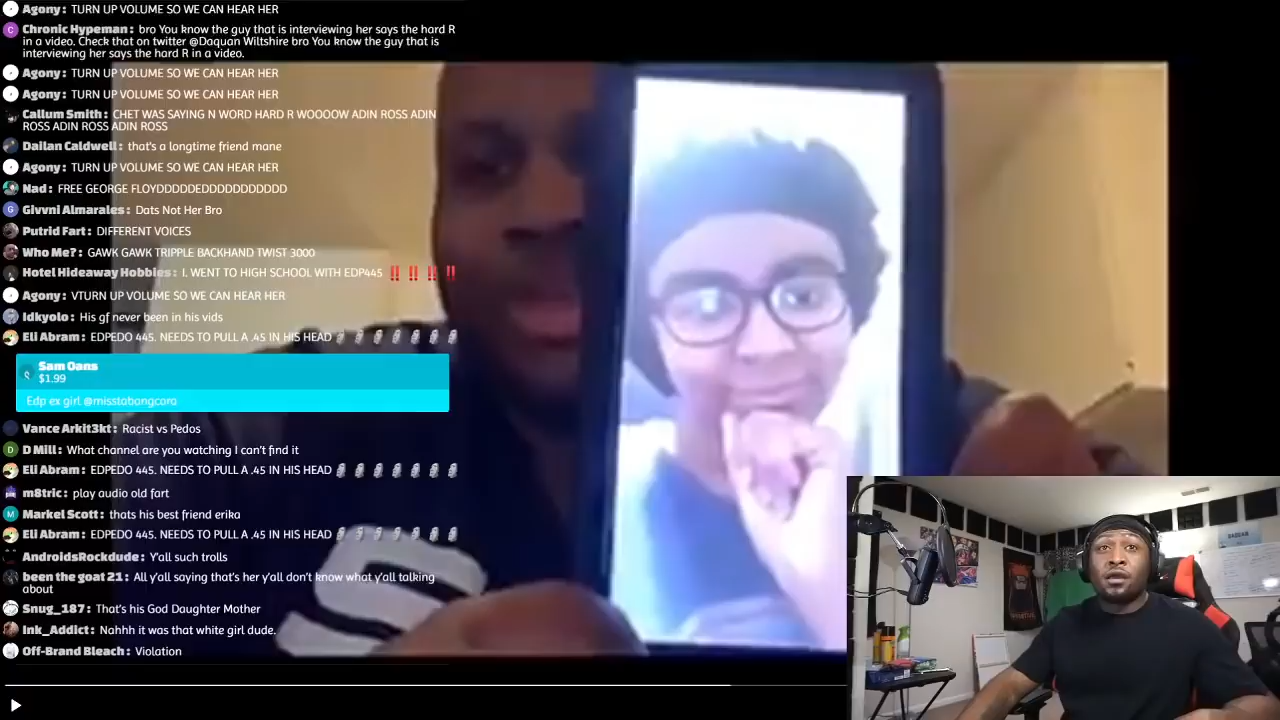 Agony: TURN UP VOLUME SO WE CAN HEAR HER
Chronic Hypeman: bro You know the guy that is interviewing her says the hard R
in a video. Check that on twitter @Daquan Wiltshire bro You know the guy that is
interviewing her says the hard R in a video.
Agony: TURN UP VOLUME SO WE CAN HEAR HER
Agony: TURN UP VOLUME SO WE CAN HEAR HER
Callum Smith: CHET WAS SAYING N WORD HARD R WOOOOW ADIN ROSS ADIN
ROSS ADIN ROSS ADIN ROSS
Dailan Caldwell: that's a longtime friend mane
Agony: TURN UP VOLUME SO WE CAN HEAR HER
Nad: FREE GEORGE FLOYDDDDDEDDDDDDDDDDD
Givvni Almarales: Dats Not Her Bro
Putrid Fart: DIFFERENT VOICES
Who Me?: GAWK GAWK TRIPPLE BACKHAND TWIST 3000
Hotel Hideaway Hobbies: I. WENT TO HIGH SCHOOL WITH EDP445 ‼️ ‼️ ‼️ ‼️
Agony: VTURN UP VOLUME SO WE CAN HEAR HER
Idkyolo: His gf never been in his vids
Eli Abram: EDPEDO 445. NEEDS TO PULL A .45 IN HIS HEAD 🗿 🗿 🗿 🗿 🗿 🗿 🗿
Sam Oans
$1.99
Edp ex girl @misstabangcora
Vance Arkit3kt: Racist vs Pedos
D Mill: What channel are you watching I can't find it
Eli Abram: EDPEDO 445. NEEDS TO PULL A .45 IN HIS HEAD 🗿 🗿 🗿 🗿 🗿 🗿 🗿
m8tric: play audio old fart
Markel Scott: thats his best friend erika
Eli Abram: EDPEDO 445. NEEDS TO PULL A .45 IN HIS HEAD 🗿 🗿 🗿 🗿 🗿 🗿 🗿
AndroidsRockdude: Y'all such trolls
been the goat 21: All y'all saying that's her y'all don't know what y'all talking
about
Snug_187: That's his God Daughter Mother
Ink_Addict: Nahhh it was that white girl dude.
Off-Brand Bleach: Violation